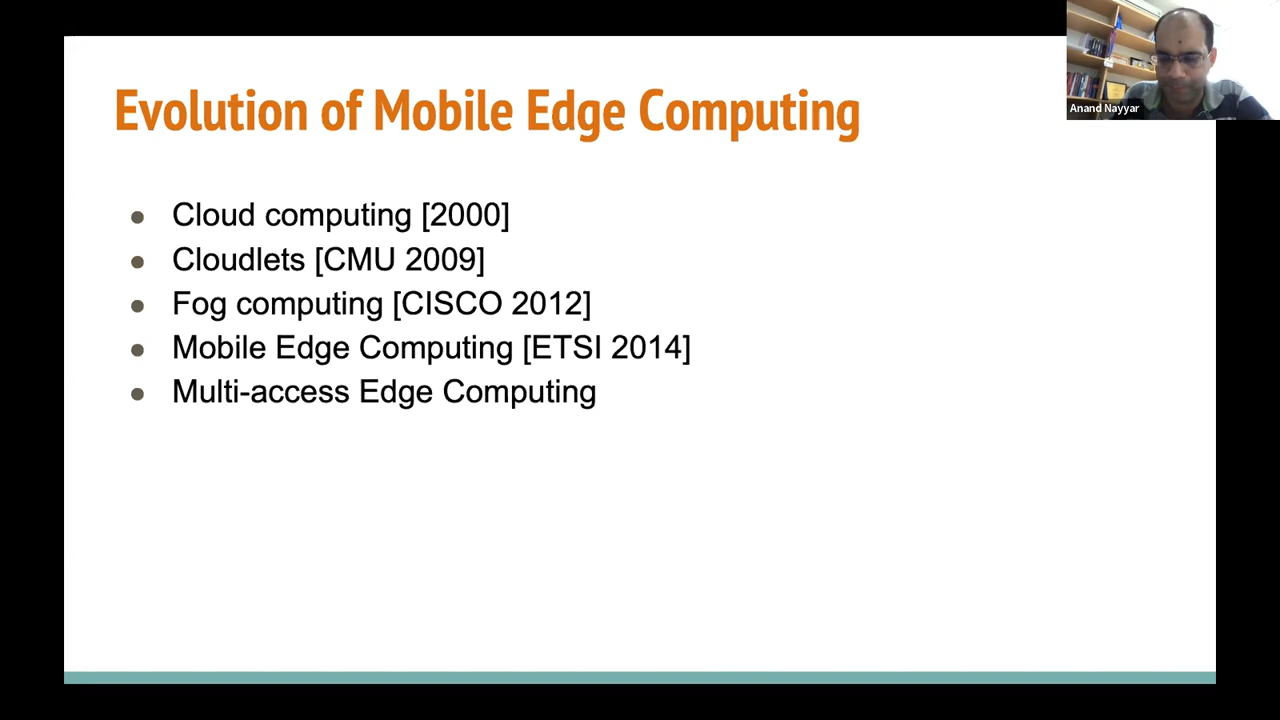 Evolution of Mobile Edge Computing
Anand Nayyar
● Cloud computing [2000]
● Cloudlets [CMU 2009]
● Fog computing [CISCO 2012]
● Mobile Edge Computing [ETSI 2014]
● Multi-access Edge Computing